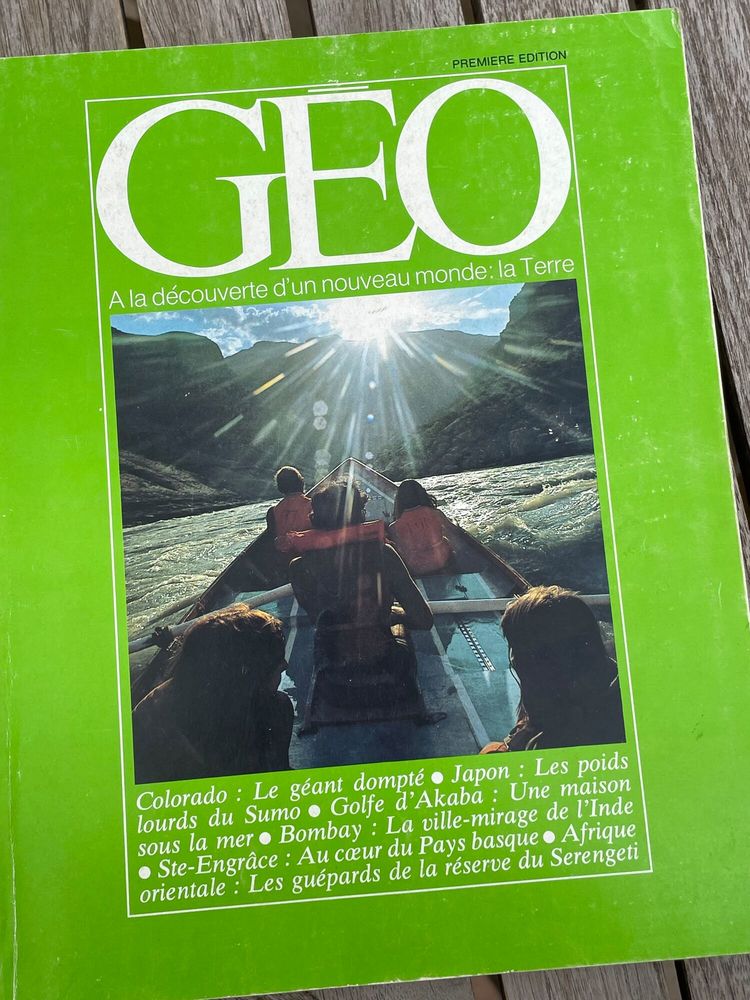 PREMIERE EDITION
GĒO
A la découverte d'un nouveau monde: la Terre
Colorado : Le géant dompté ● Japon : Les poids
lourds du Sumo ● Golfe d'Akaba : Une maison
sous la mer ● Bombay : La ville-mirage de l'Inde
● Ste-Engrâce : Au cœur du Pays basque ● Afrique
orientale : Les guépards de la réserve du Serengeti